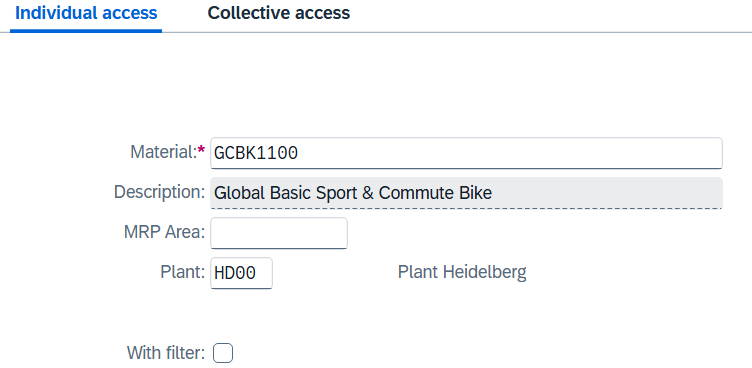 Individual access Collective access
Material:* GCBK1100
Description: Global Basic Sport & Commute Bike
MRP Area:
Plant: HD00 Plant Heidelberg
With filter: